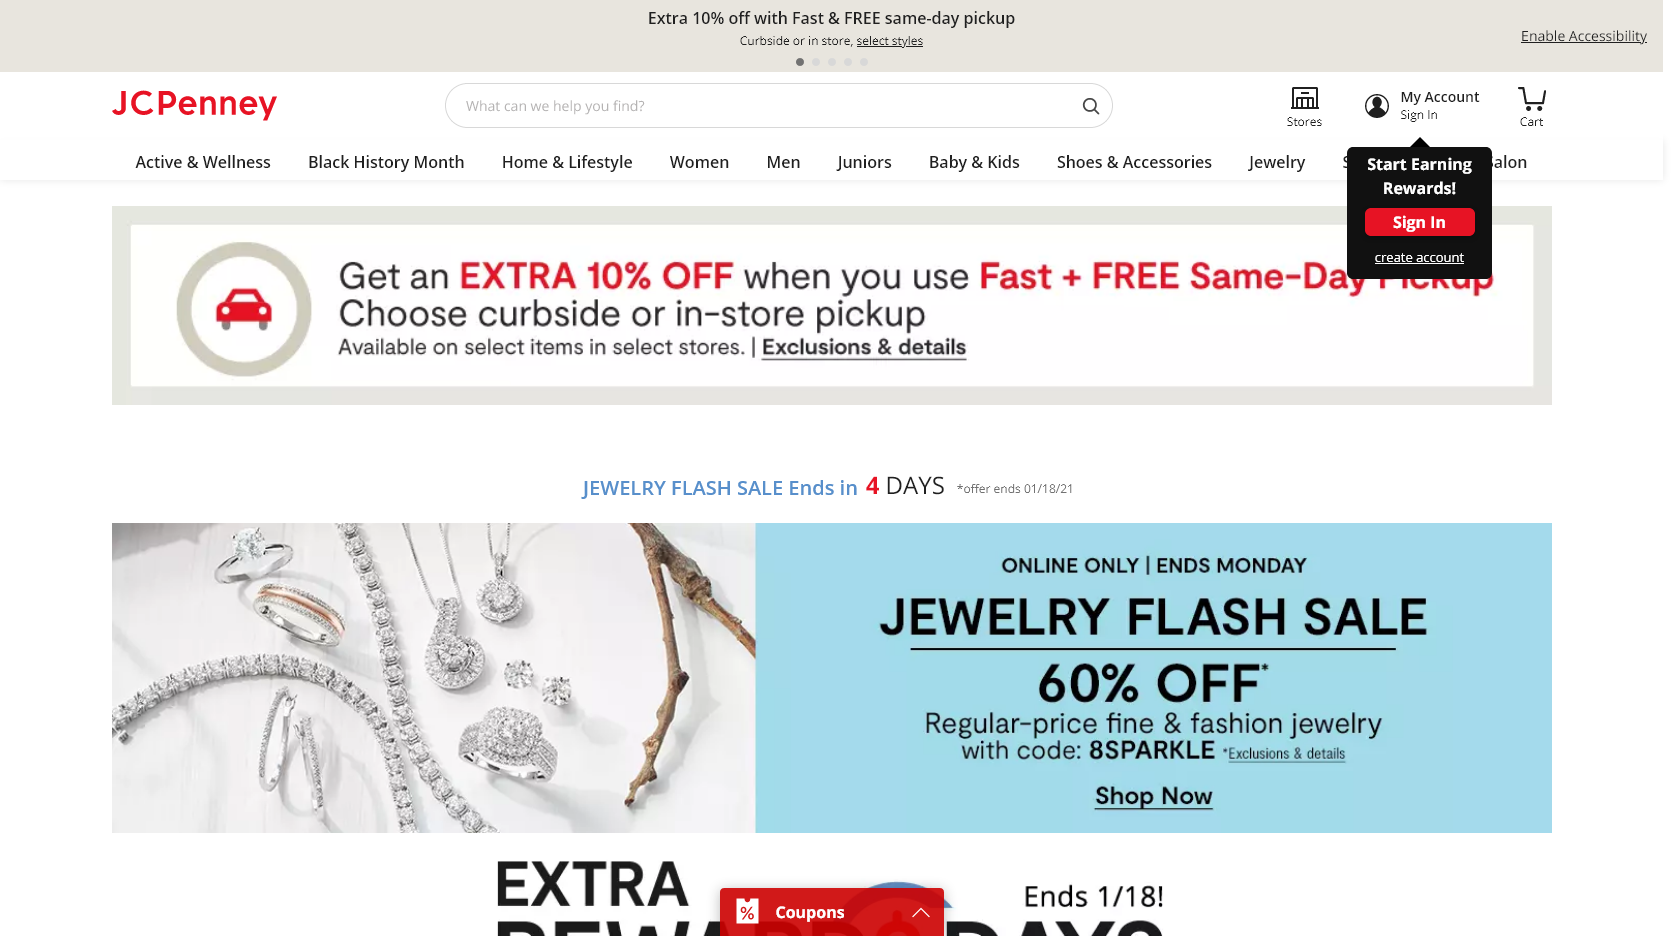 Extra 10% off with Fast & FREE same-day pickup
Curbside or in store, select styles
Enable Accessibility
JCPenney
What can we help you find?
Stores
My Account
Sign In
Cart
Active & Wellness
Black History Month
Home & Lifestyle
Women
Men
Juniors
Baby & Kids
Shoes & Accessories
Jewelry
Salon
Start Earning
Rewards!
Sign In
create account
Get an EXTRA 10% OFF when you use Fast + FREE Same-Day Pickup
Choose curbside or in-store pickup
Available on select items in select stores. | Exclusions & details
JEWELRY FLASH SALE Ends in 4 DAYS *offer ends 01/18/21
ONLINE ONLY | ENDS MONDAY
JEWELRY FLASH SALE
60% OFF*
Regular-price fine & fashion jewelry
with code: 8SPARKLE *Exclusions & details
Shop Now
EXTRA
Ends 1/18!
% Coupons